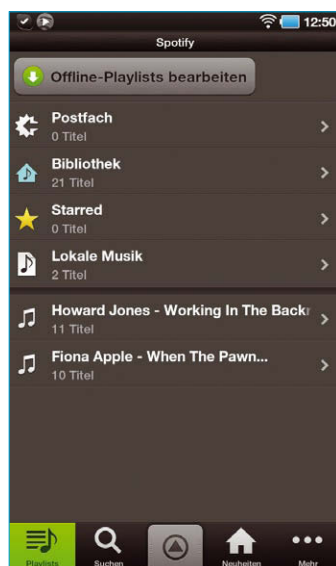 12:50
Spotify
Offline-Playlists bearbeiten
Postfach
0 Titel
Bibliothek
21 Titel
Starred
0 Titel
Lokale Musik
2 Titel
Howard Jones - Working In The Backr
11 Titel
Fiona Apple - When The Pawn...
10 Titel
Playlists
Suchen
Neuheiten
Mehr